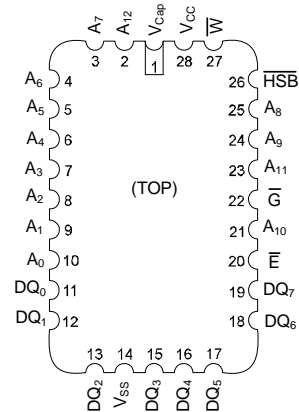 A7 A12 VCap VCC W̅
3 2 1 28 27
A6 4 26 H̅S̅B̅
A5 5 25 A8
A4 6 24 A9
A3 7 23 A11
(TOP)
A2 8 22 G̅
A1 9 21 A10
A0 10 20 E̅
DQ0 11 19 DQ7
DQ1 12 18 DQ6
13 14 15 16 17
DQ2 VSS DQ3 DQ4 DQ5